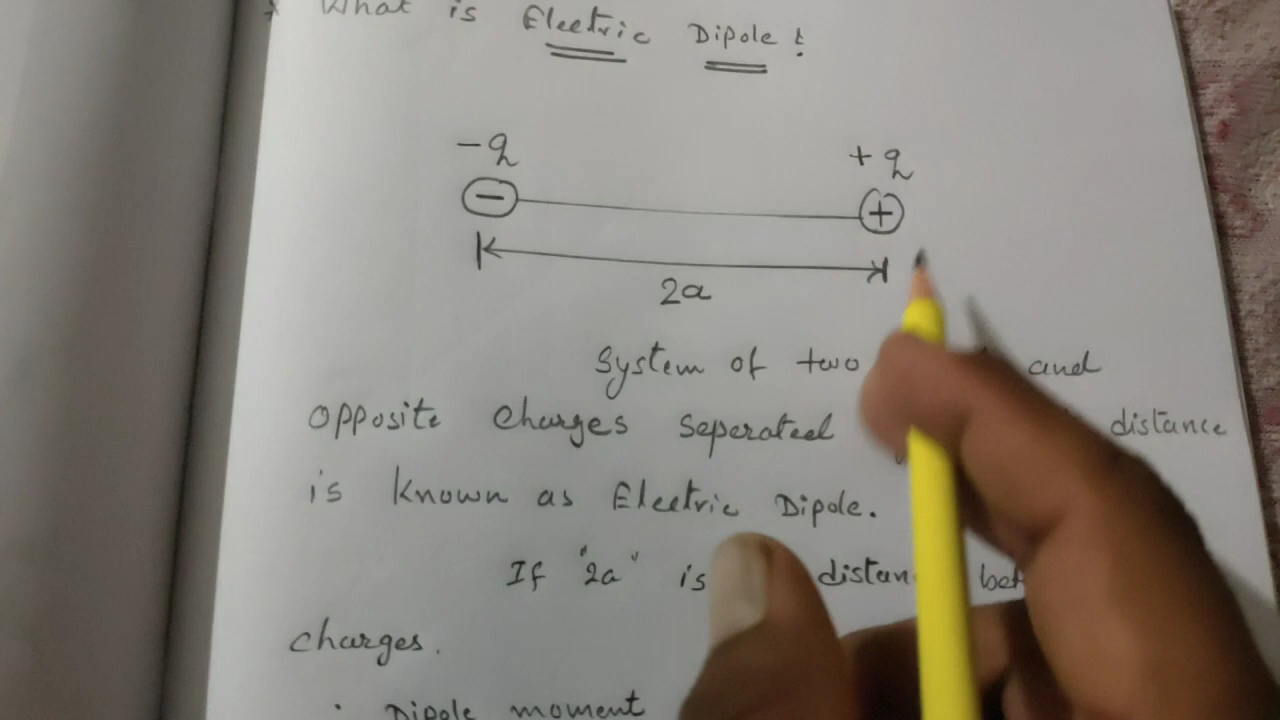 * What is Electric Dipole?
-q +q
2a
System of two and
opposite charges seperated distance
is known as Electric Dipole.
If "2a" is
charges.
Dipole moment